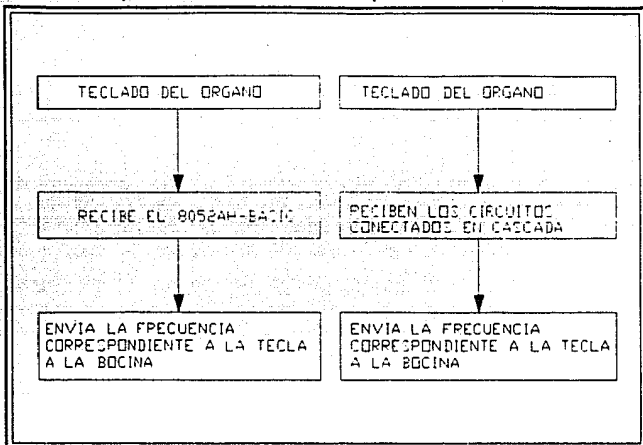 TECLADO DEL ORGANO
RECIBE EL 8052AH-BASIC
ENVIA LA FRECUENCIA
CORRESPONDIENTE A LA TECLA
A LA BOCINA
TECLADO DEL ORGANO
RECIBEN LOS CIRCUITOS
CONECTADOS EN CASCADA
ENVIA LA FRECUENCIA
CORRESPONDIENTE A LA TECLA
A LA BOCINA